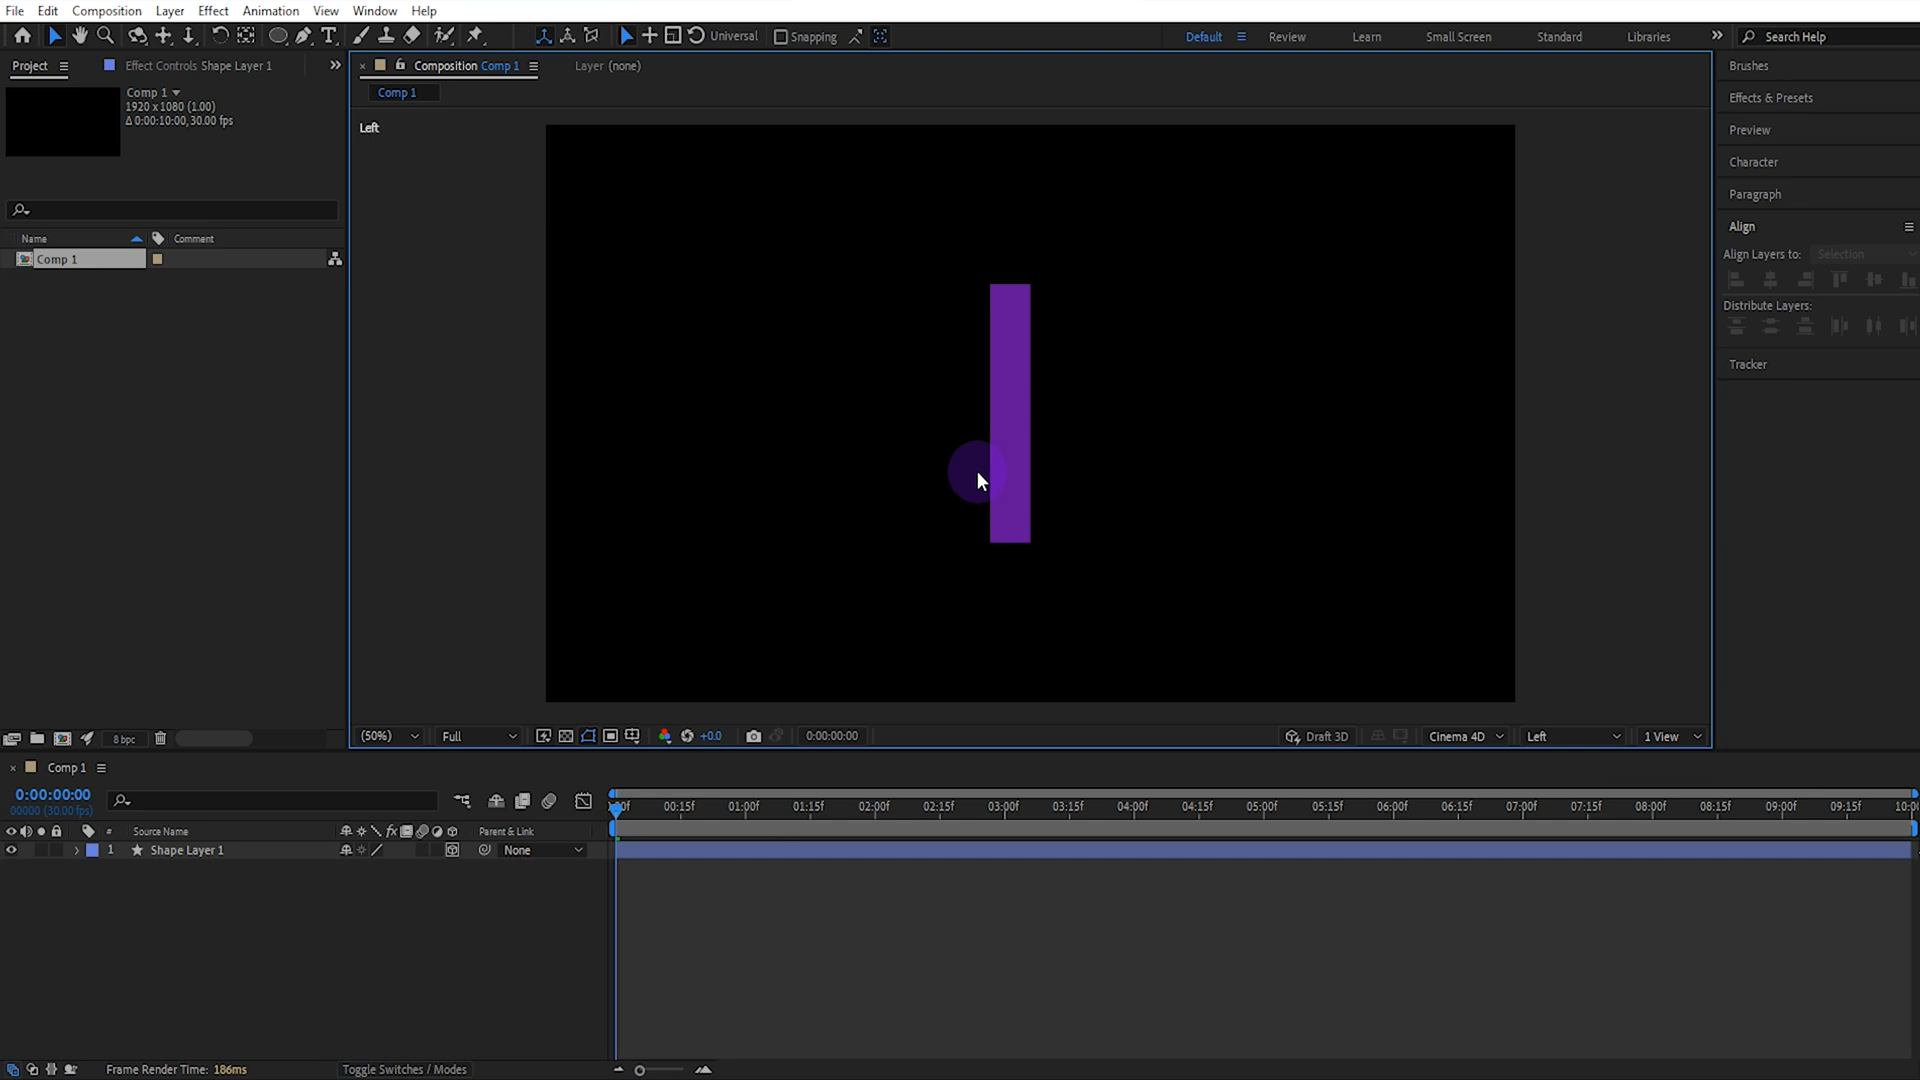 File Edit Composition Layer Effect Animation View Window Help
Universal Snapping Default Review Learn Small Screen Standard Libraries Search Help
Project Effect Controls Shape Layer 1
Composition Comp 1 Layer (none)
Comp 1
Comp 1
1920 x 1080 (1.00)
Δ 0:00:10:00, 30.00 fps
Left
Name Comment
Comp 1
Brushes
Effects & Presets
Preview
Character
Paragraph
Align
Align Layers to: Selection
Distribute Layers:
Tracker
8 bpc
(50%) Full +0.0 0:00:00:00 Draft 3D Cinema 4D Left 1 View
Comp 1
0:00:00:00
00000 (30.00 fps)
:00f 00:15f 01:00f 01:15f 02:00f 02:15f 03:00f 03:15f 04:00f 04:15f 05:00f 05:15f 06:00f 06:15f 07:00f 07:15f 08:00f 08:15f 09:00f 09:15f 10:0
# Source Name fx Parent & Link
1 Shape Layer 1 None
Frame Render Time: 186ms Toggle Switches / Modes